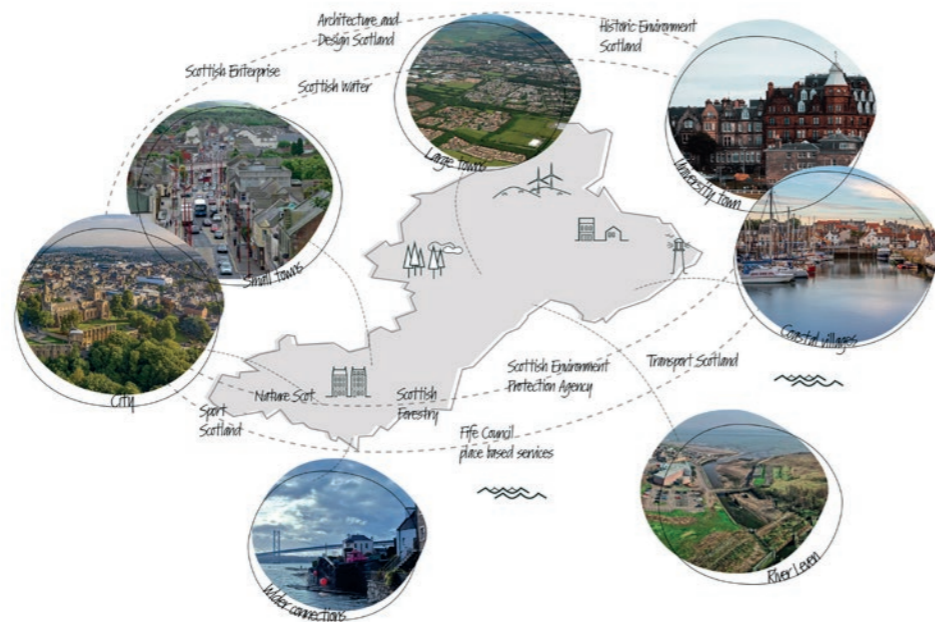 Architecture and
Design Scotland
Historic Environment
Scotland
Scottish Enterprise
Scottish Water
Large towns
University town
Small towns
Coastal villages
City
Nature Scot
Scottish
Forestry
Scottish Environment
Protection Agency
Transport Scotland
Sport
Scotland
Fife Council
place based services
Wider connections
River Leven